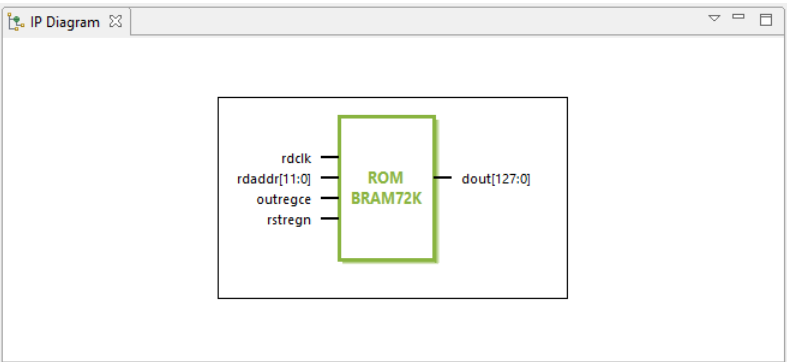 IP Diagram
rdclk
rdaddr[11:0]
outregce
rstregn
ROM
BRAM72K
dout[127:0]